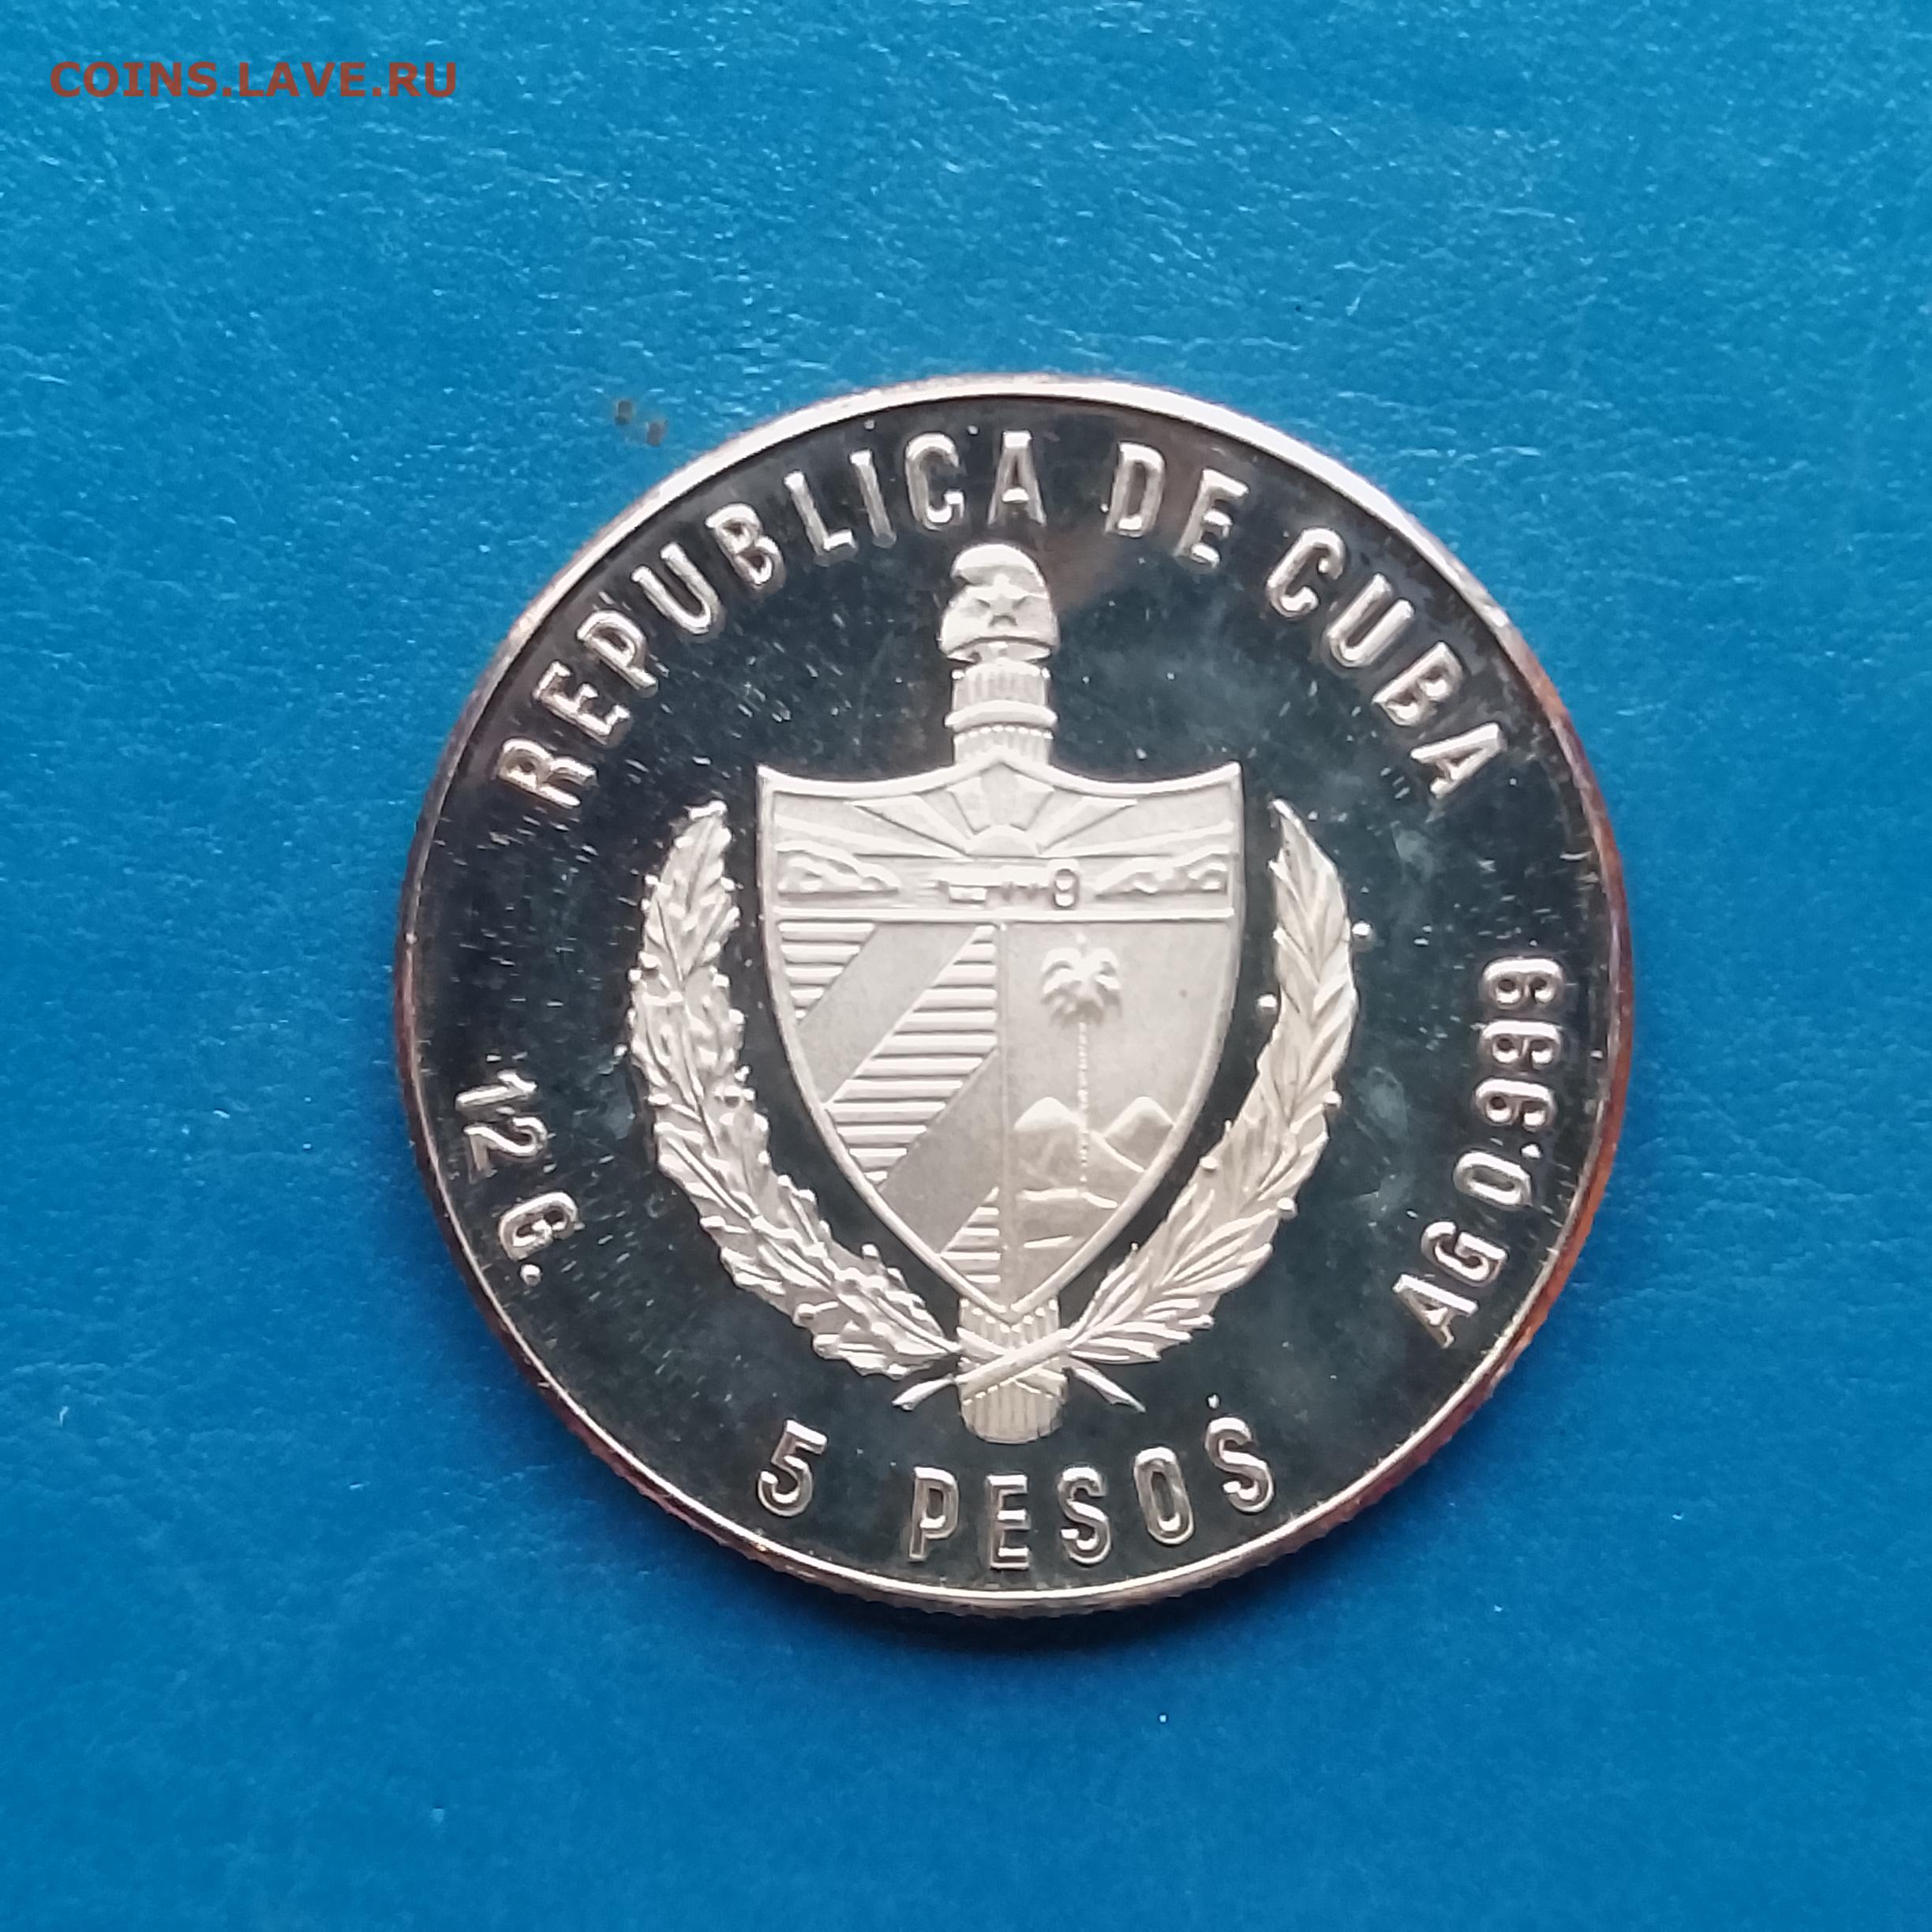 COINS.LAVE.RU
REPUBLICA DE CUBA
12 G.
AG 0.999
5 PESOS